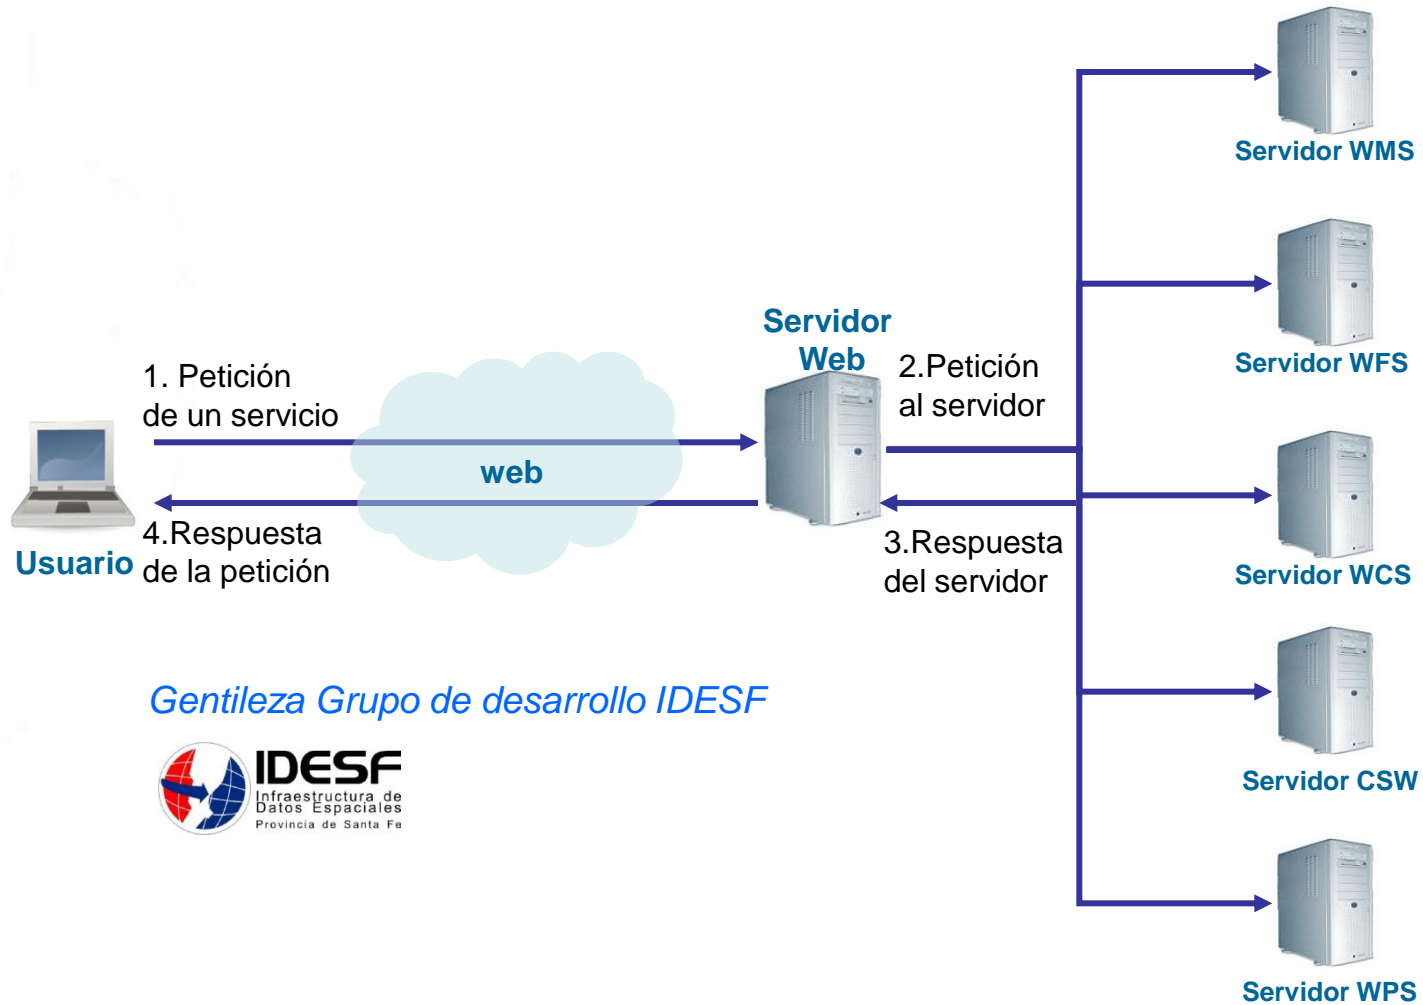 Servidor WMS
Servidor WFS
Servidor
Web
1. Petición
de un servicio
2.Petición
al servidor
web
Servidor WCS
Usuario
4.Respuesta
de la petición
3.Respuesta
del servidor
Gentileza Grupo de desarrollo IDESF
IDESF
Infraestructura de
Datos Espaciales
Provincia de Santa Fe
Servidor CSW
Servidor WPS